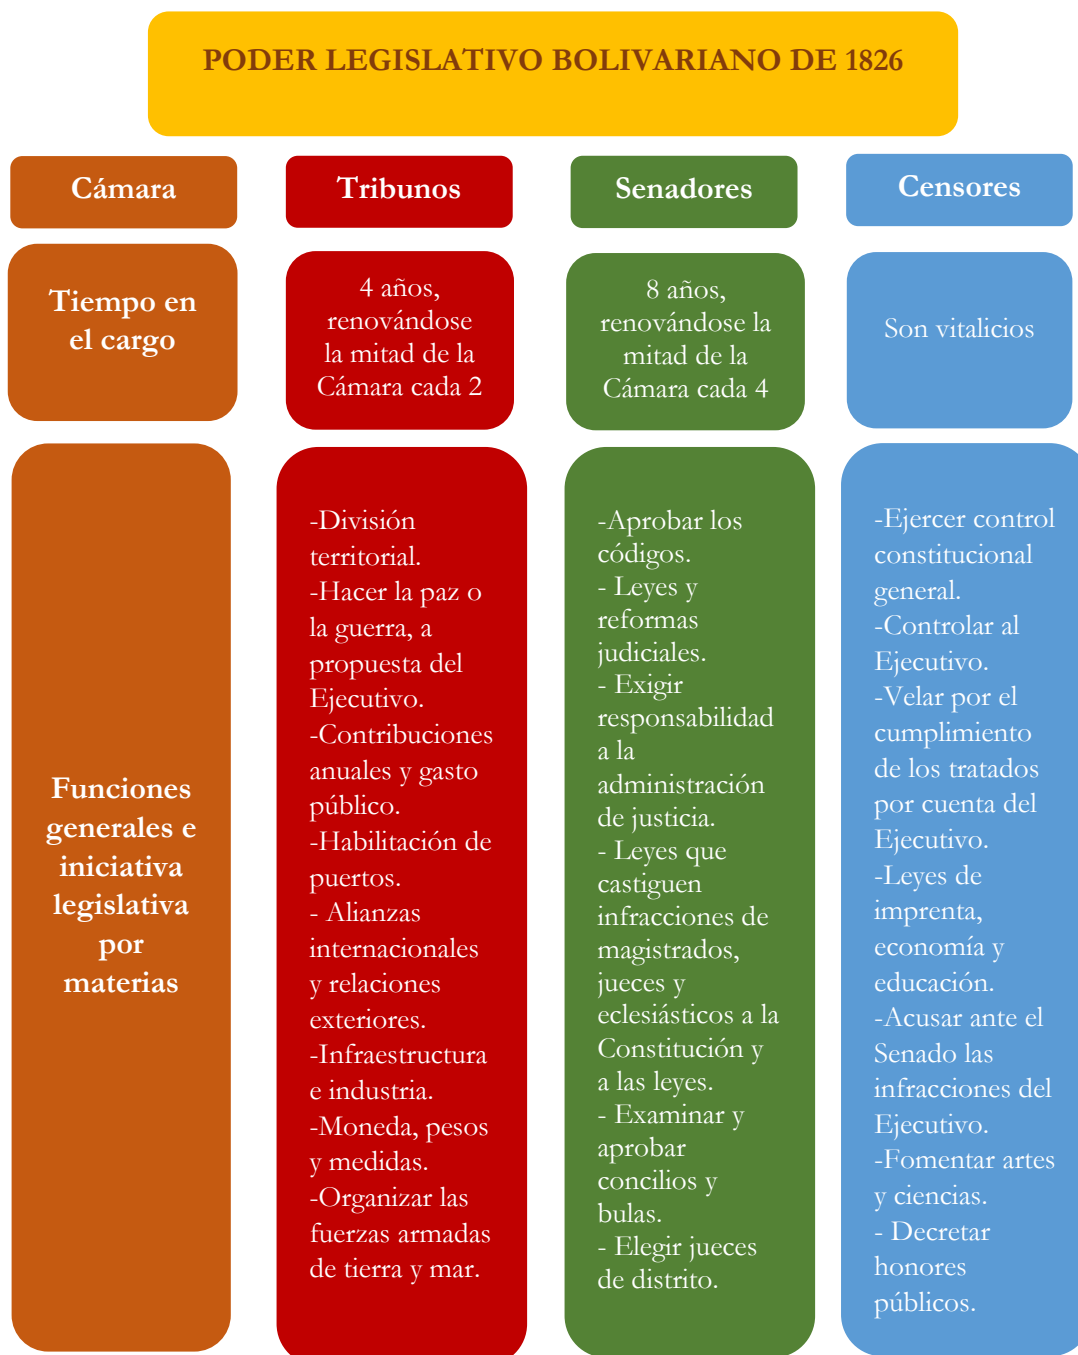 PODER LEGISLATIVO BOLIVARIANO DE 1826
Cámara
Tribunos
Senadores
Censores
Tiempo en
el cargo
4 años,
renovándose
la mitad de la
Cámara cada 2
8 años,
renovándose la
mitad de la
Cámara cada 4
Son vitalicios
Funciones
generales e
iniciativa
legislativa
por
materias
-División
territorial.
-Hacer la paz o
la guerra, a
propuesta del
Ejecutivo.
-Contribuciones
anuales y gasto
público.
-Habilitación de
puertos.
- Alianzas
internacionales
y relaciones
exteriores.
-Infraestructura
e industria.
-Moneda, pesos
y medidas.
-Organizar las
fuerzas armadas
de tierra y mar.
-Aprobar los
códigos.
- Leyes y
reformas
judiciales.
- Exigir
responsabilidad
a la
administración
de justicia.
- Leyes que
castiguen
infracciones de
magistrados,
jueces y
eclesiásticos a la
Constitución y
a las leyes.
- Examinar y
aprobar
concilios y
bulas.
- Elegir jueces
de distrito.
-Ejercer control
constitucional
general.
-Controlar al
Ejecutivo.
-Velar por el
cumplimiento
de los tratados
por cuenta del
Ejecutivo.
-Leyes de
imprenta,
economía y
educación.
-Acusar ante el
Senado las
infracciones del
Ejecutivo.
-Fomentar artes
y ciencias.
- Decretar
honores
públicos.